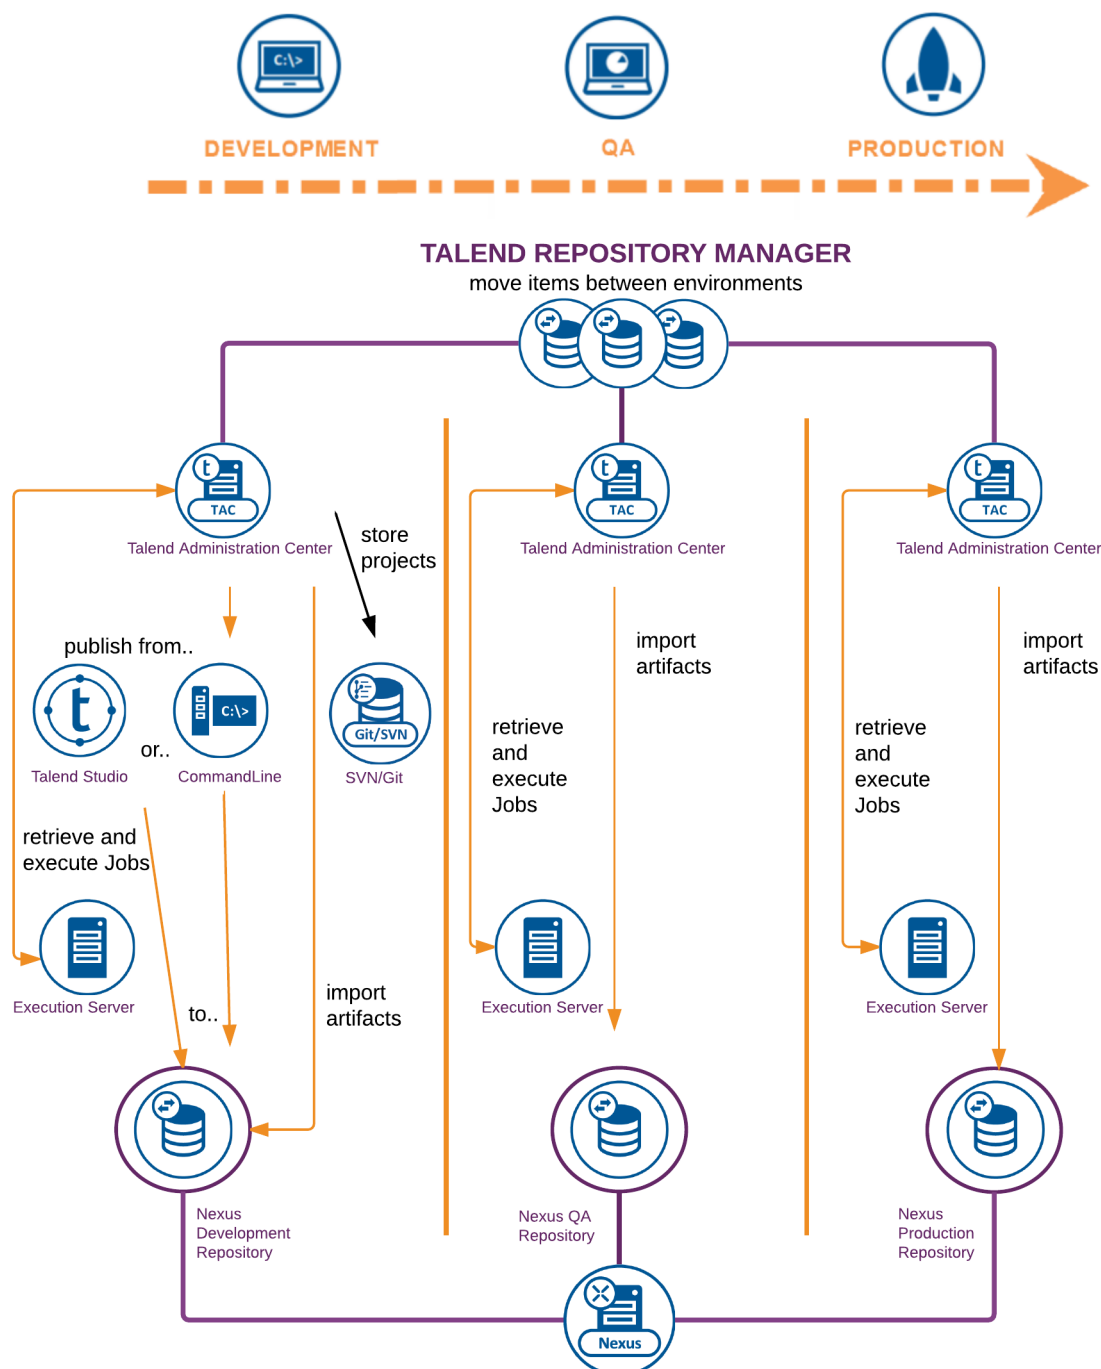 C:\>
DEVELOPMENT
QA
PRODUCTION
TALEND REPOSITORY MANAGER
move items between environments
t
TAC
Talend Administration Center
t
TAC
Talend Administration Center
t
TAC
Talend Administration Center
store
projects
publish from..
t
Talend Studio
or..
C:\>
CommandLine
Git/SVN
SVN/Git
import
artifacts
import
artifacts
retrieve
and
execute
Jobs
retrieve
and
execute
Jobs
retrieve and
execute Jobs
Execution Server
Execution Server
Execution Server
to..
import
artifacts
Nexus
Development
Repository
Nexus QA
Repository
Nexus
Production
Repository
Nexus